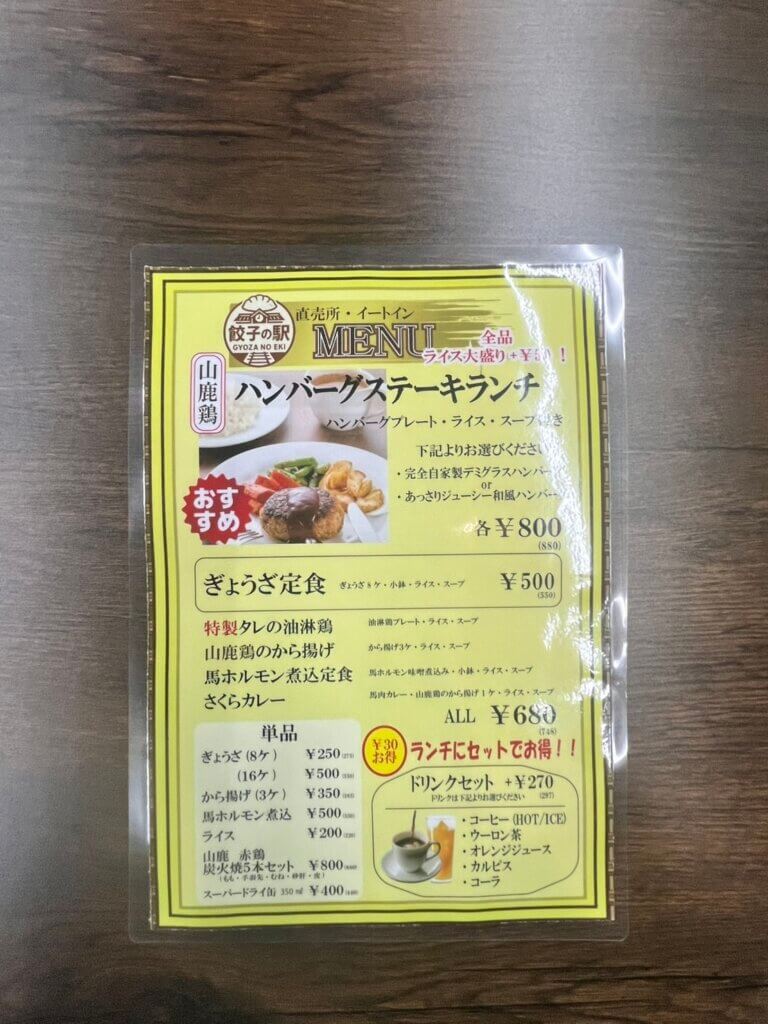 餃子の駅
GYOZA NO EKI
直売所・イートイン
MENU
全品
ライス大盛り+¥50！
山鹿鶏
ハンバーグステーキランチ
ハンバーグプレート・ライス・スープ付き
下記よりお選びください
・完全自家製デミグラスハンバーグ
or
・あっさりジューシー和風ハンバーグ
おすすめ
各¥800
(880)
ぎょうざ定食 ぎょうざ8ケ・小鉢・ライス・スープ ¥500
(550)
特製タレの油淋鶏 油淋鶏プレート・ライス・スープ
山鹿鶏のから揚げ から揚げ3ケ・ライス・スープ
馬ホルモン煮込定食 馬ホルモン味噌煮込み・小鉢・ライス・スープ
さくらカレー 馬肉カレー・山鹿鶏のから揚げ1ケ・ライス・スープ
ALL ¥680
(748)
単品
ぎょうざ(8ケ) ¥250(275)
(16ケ) ¥500(550)
から揚げ(3ケ) ¥350
馬ホルモン煮込 ¥500(550)
ライス ¥200(220)
山鹿 赤鶏
炭火焼5本セット ¥800(880)
(もも・手羽先・むね・砂肝・皮)
スーパードライ缶 350ml ¥400(440)
¥30
お得
ランチにセットでお得！！
ドリンクセット +¥270
ドリンクは下記よりお選びください (297)
・コーヒー(HOT/ICE)
・ウーロン茶
・オレンジジュース
・カルピス
・コーラ